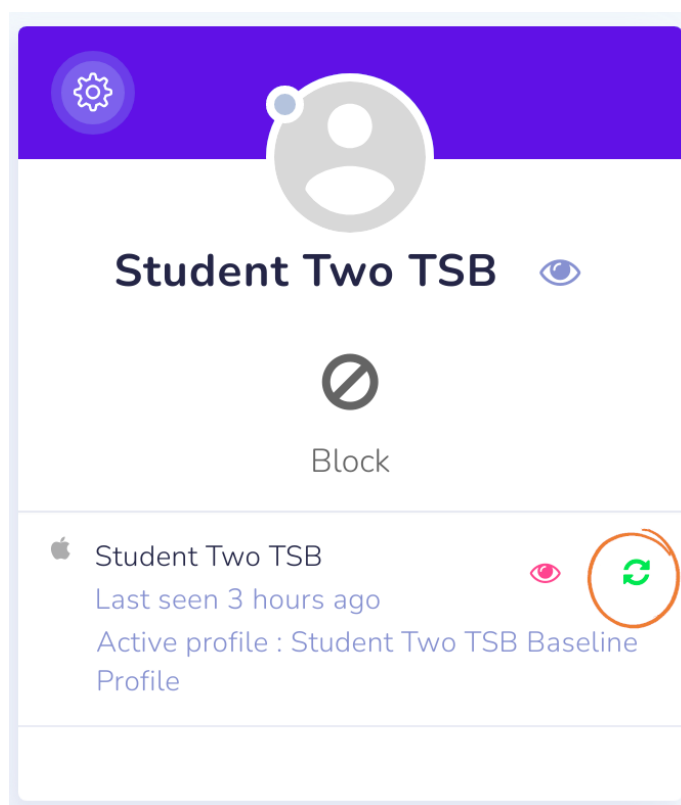 Student Two TSB
Block
Student Two TSB
Last seen 3 hours ago
Active profile : Student Two TSB Baseline
Profile